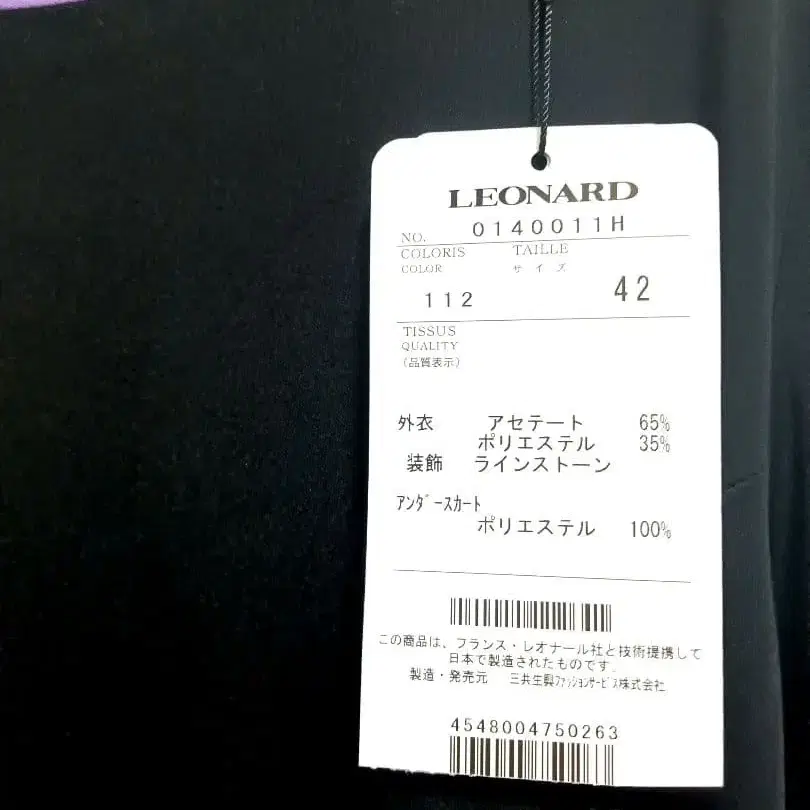 LEONARD
NO. 0140011H
COLORIS TAILLE
COLOR サイズ
112 42
TISSUS
QUALITY
(品質表示)
外衣 アセテート 65%
ポリエステル 35%
装飾 ラインストーン
アンダースカート
ポリエステル 100%
この商品は、フランス・レオナール社と技術提携して
日本で製造されたものです。
製造・発売元 三共生興ファッションサービス株式会社
4548004750263